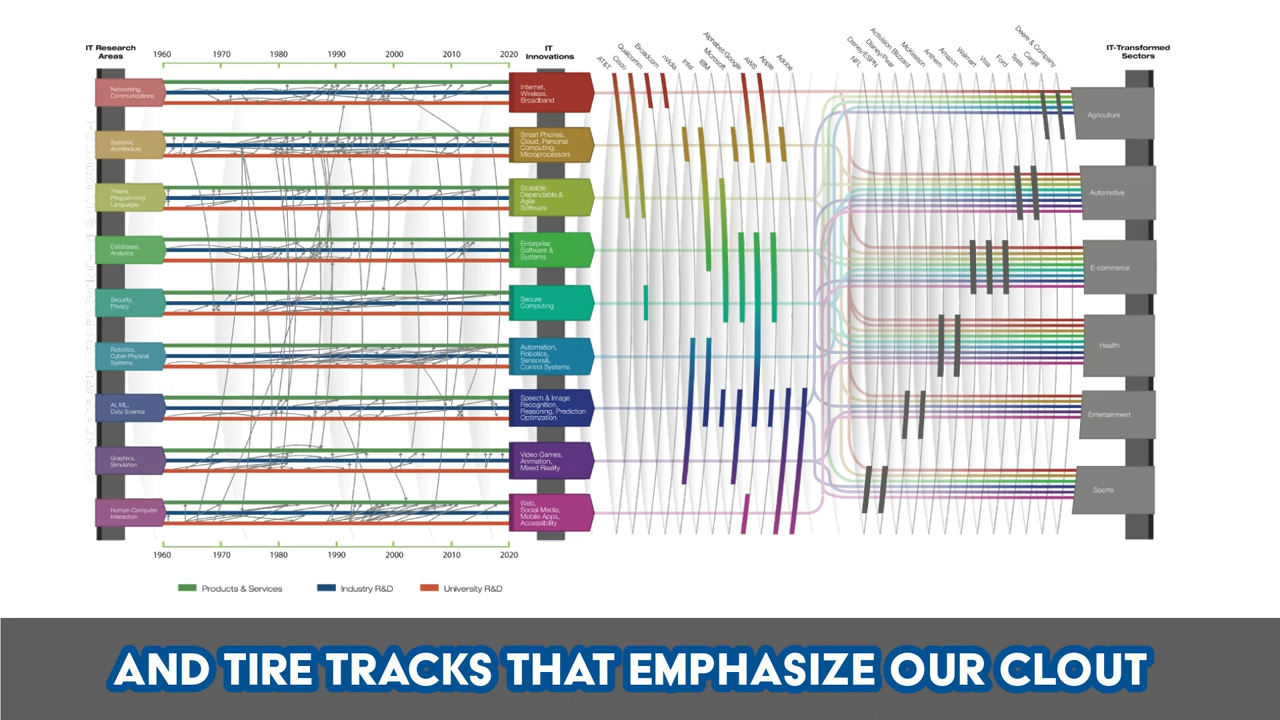 IT Research
Areas
1960
1970
1980
1990
2000
2010
2020
IT
Innovations
AT&T
Cisco
Qualcomm
Broadcom
nVidia
Intel
IBM
Microsoft
Alphabet/Google
AWS
Apple
Adobe
NFL
Disney/ESPN
Disney/Pixar
Activision Blizzard
McKesson
Anthem
Amazon
Walmart
Visa
Ford
Tesla
Cargill
Deere & Company
IT-Transformed
Sectors
Networking,
Communications
Internet,
Wireless,
Broadband
Agriculture
Systems,
Architecture
Smart Phones,
Cloud, Personal
Computing,
Microprocessors
Theory,
Programming
Languages
Scalable,
Dependable,&
Agile
Software
Automotive
Databases,
Analytics
Enterprise
Software &
Systems
E-commerce
Security,
Privacy
Secure
Computing
Robotics,
Cyber Physical
Systems
Automation,
Robotics,
Sensors&,
Control Systems
Health
AI, ML,
Data Science
Speech & Image
Recognition,
Reasoning, Prediction
Optimzation
Entertainment
Graphics,
Simulation
Video Games,
Animation,
Mixed Reality
Sports
Human-Computer
Interaction
Web,
Social Media,
Mobile Apps,
Accessibility
1960
1970
1980
1990
2000
2010
2020
Products & Services
Industry R&D
University R&D
AND TIRE TRACKS THAT EMPHASIZE OUR CLOUT